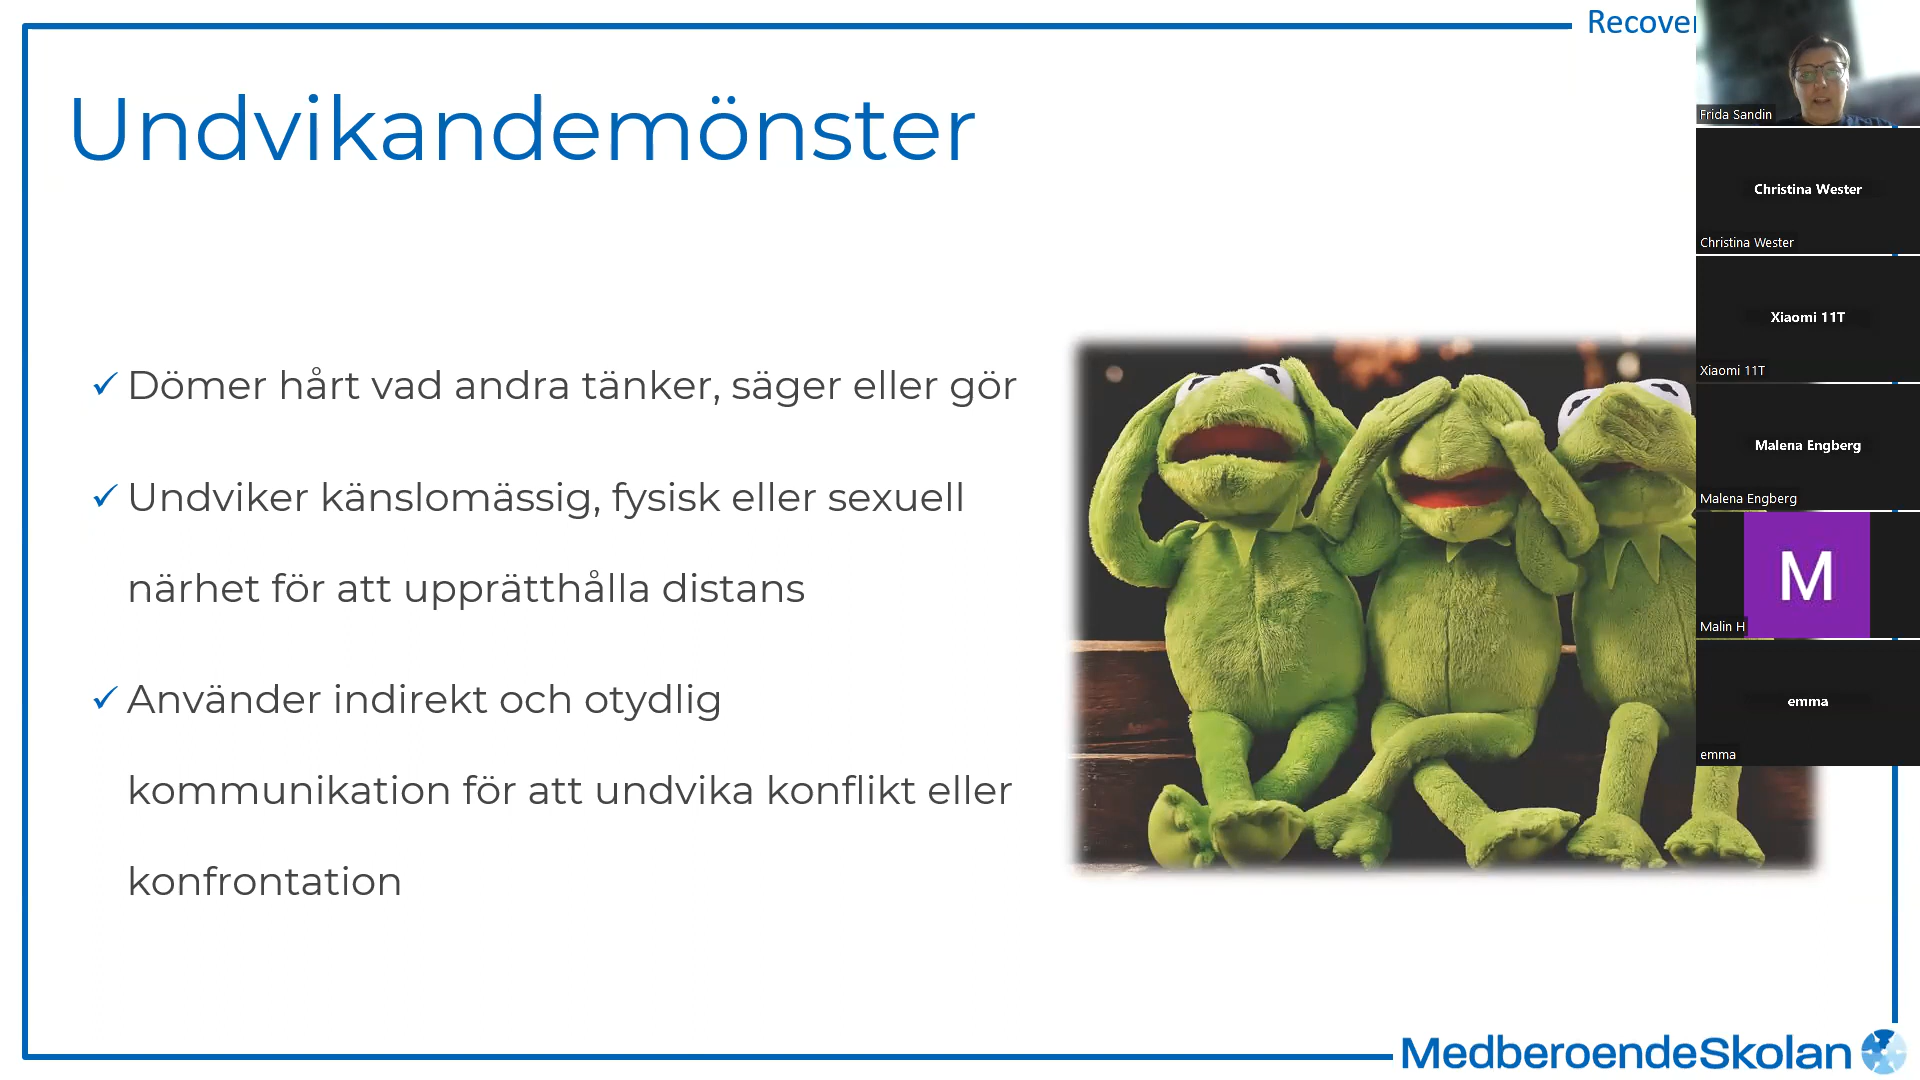 Recover
Undvikandemönster
Dömer hårt vad andra tänker, säger eller gör
Undviker känslomässig, fysisk eller sexuell
närhet för att upprätthålla distans
Använder indirekt och otydlig
kommunikation för att undvika konflikt eller
konfrontation
MedberoendeSkolan
Frida Sandin
Christina Wester
Christina Wester
Xiaomi 11T
Xiaomi 11T
Malena Engberg
Malena Engberg
M
Malin H
emma
emma